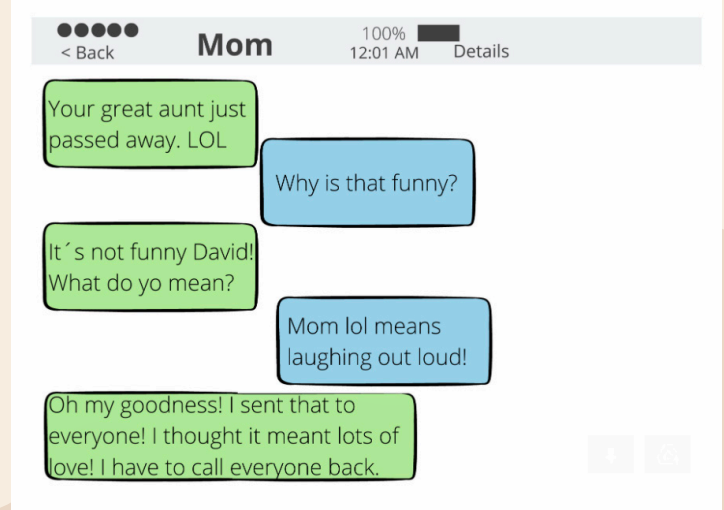 100%
< Back
Mom
12:01 AM
Details
Your great aunt just
passed away. LOL
Why is that funny?
It´s not funny David!
What do yo mean?
Mom lol means
laughing out loud!
Oh my goodness! I sent that to
everyone! I thought it meant lots of
love! I have to call everyone back.